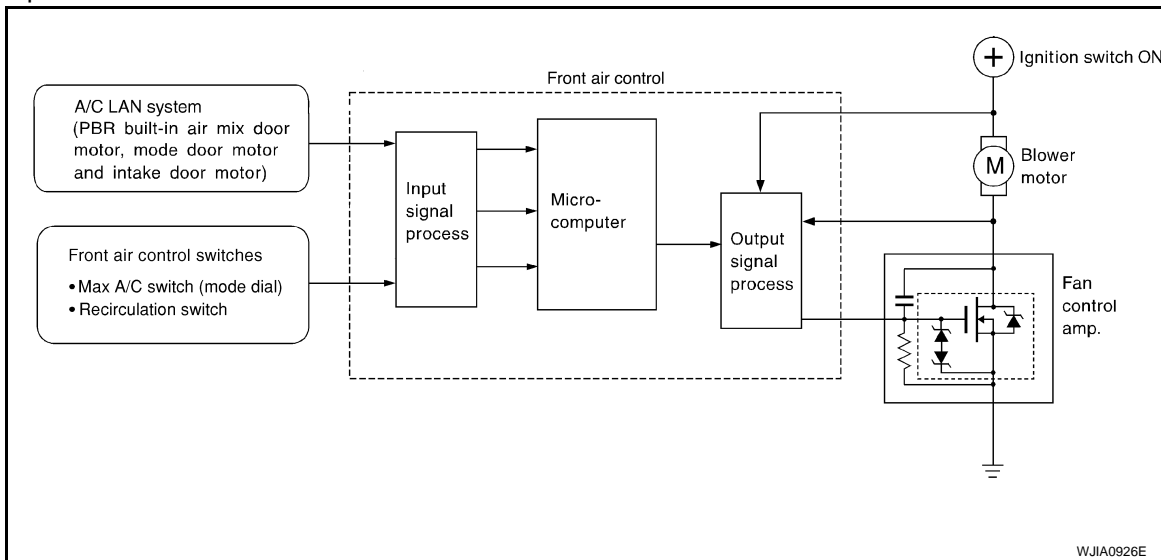 Front air control
Ignition switch ON
A/C LAN system
(PBR built-in air mix door
motor, mode door motor
and intake door motor)
Input
signal
process
Micro-
computer
M
Blower
motor
Output
signal
process
Front air control switches
•Max A/C switch (mode dial)
•Recirculation switch
Fan
control
amp.
WJIA0926E